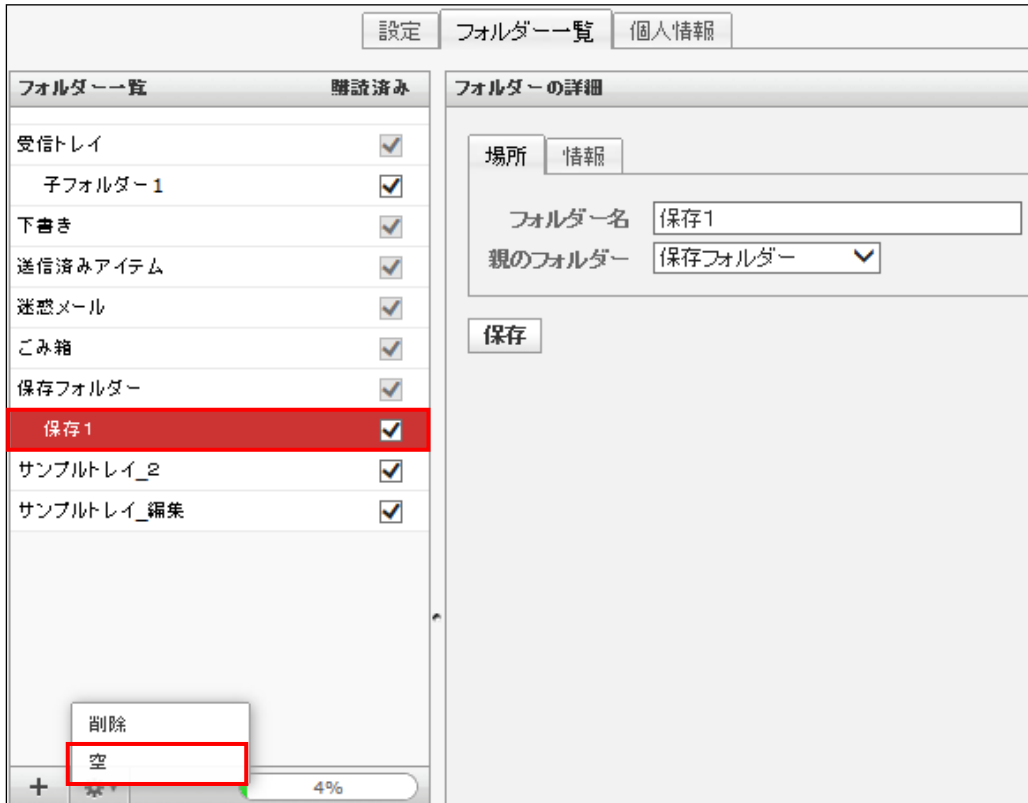 設定 フォルダー一覧 個人情報
フォルダー一覧 購読済み
受信トレイ
子フォルダー1
下書き
送信済みアイテム
迷惑メール
ごみ箱
保存フォルダー
保存1
サンプルトレイ_2
サンプルトレイ_編集
削除
空
+ 4%
フォルダーの詳細
場所 情報
フォルダー名 保存1
親のフォルダー 保存フォルダー
保存